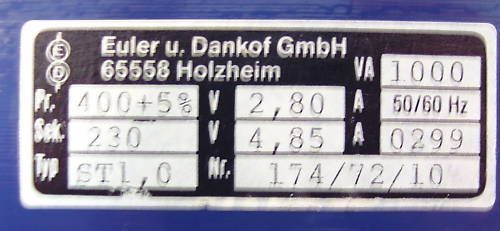 Euler u. Dankof GmbH
65558 Holzheim VA 1000
Pr. 400+5% V 2,80 A 50/60 Hz
Sek. 230 V 4,85 A 0299
Typ ST1,0 Nr. 174/72/10